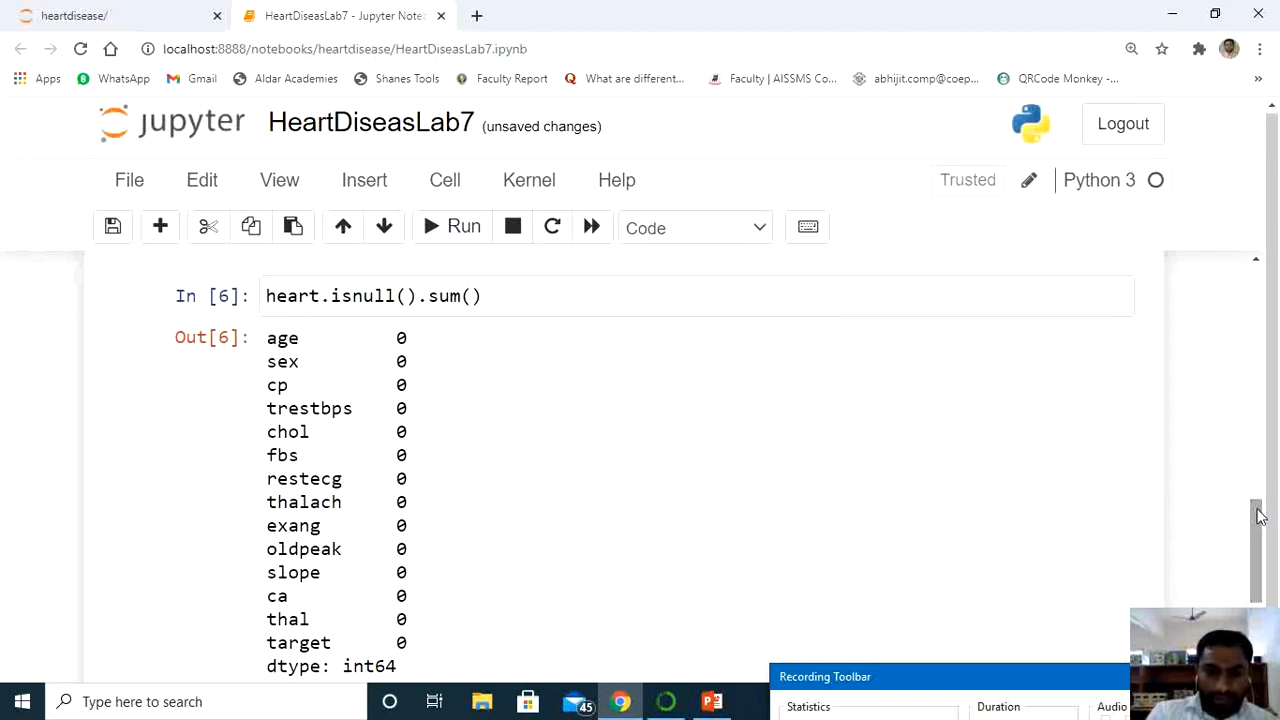 heartdisease/
HeartDiseasLab7 - Jupyter Note
localhost:8888/notebooks/heartdisease/HeartDiseasLab7.ipynb
Apps WhatsApp Gmail Aldar Academies Shanes Tools Faculty Report What are different... Faculty | AISSMS Co... abhijit.comp@coep... QRCode Monkey -...
jupyter HeartDiseasLab7 (unsaved changes) Logout
File Edit View Insert Cell Kernel Help Trusted Python 3
Run Code
In [6]: heart.isnull().sum()
Out[6]: age 0
sex 0
cp 0
trestbps 0
chol 0
fbs 0
restecg 0
thalach 0
exang 0
oldpeak 0
slope 0
ca 0
thal 0
target 0
dtype: int64
Recording Toolbar
Statistics Duration Audio
Type here to search 45